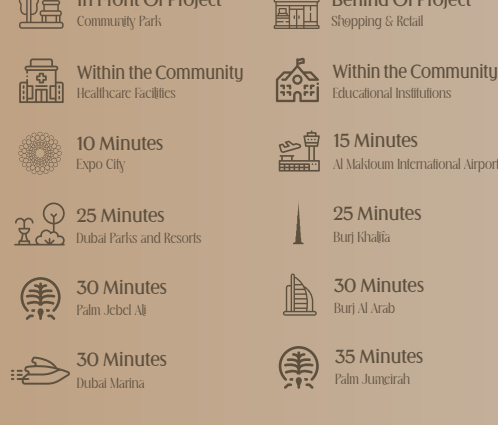 In Front Of Project
Community Park
Behind Of Project
Shopping & Retail
Within the Community
Healthcare Facilities
Within the Community
Educational Institutions
10 Minutes
Expo City
15 Minutes
Al Maktoum International Airport
25 Minutes
Dubai Parks and Resorts
25 Minutes
Burj Khalifa
30 Minutes
Palm Jebel Ali
30 Minutes
Burj Al Arab
30 Minutes
Dubai Marina
35 Minutes
Palm Jumeirah